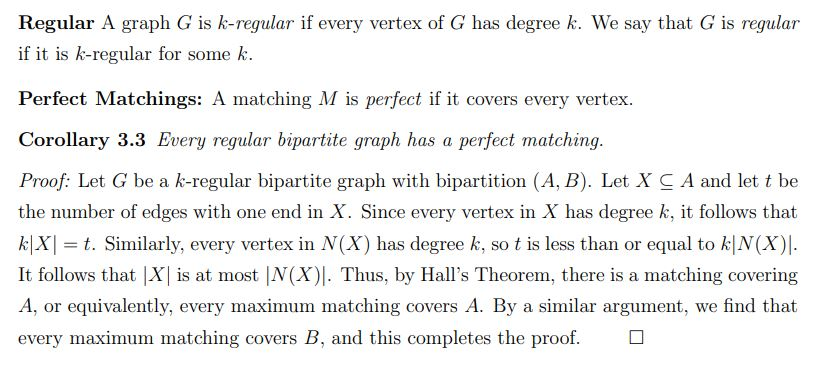 Regular A graph G is k-regular if every vertex of G has degree k. We say that G is regular
if it is k-regular for some k.
Perfect Matchings: A matching M is perfect if it covers every vertex.
Corollary 3.3 Every regular bipartite graph has a perfect matching.
Proof: Let G be a k-regular bipartite graph with bipartition (A, B). Let X ⊆ A and let t be
the number of edges with one end in X. Since every vertex in X has degree k, it follows that
k|X| = t. Similarly, every vertex in N(X) has degree k, so t is less than or equal to k|N(X)|.
It follows that |X| is at most |N(X)|. Thus, by Hall's Theorem, there is a matching covering
A, or equivalently, every maximum matching covers A. By a similar argument, we find that
every maximum matching covers B, and this completes the proof. □